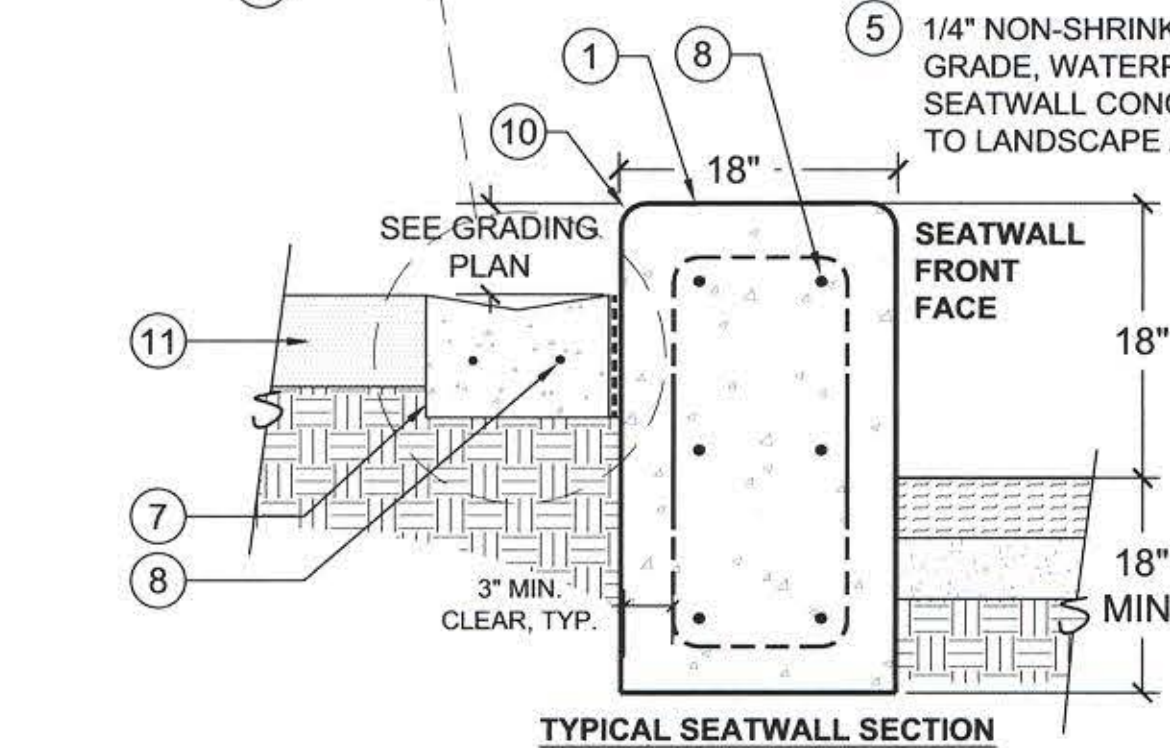 5 1/4" NON-SHRINK
GRADE, WATERP
SEATWALL CONC
TO LANDSCAPE
1 8
10
18"
SEE GRADING
PLAN
SEATWALL
FRONT
FACE
11
18"
7
8
3" MIN.
CLEAR, TYP.
18"
MIN
TYPICAL SEATWALL SECTION